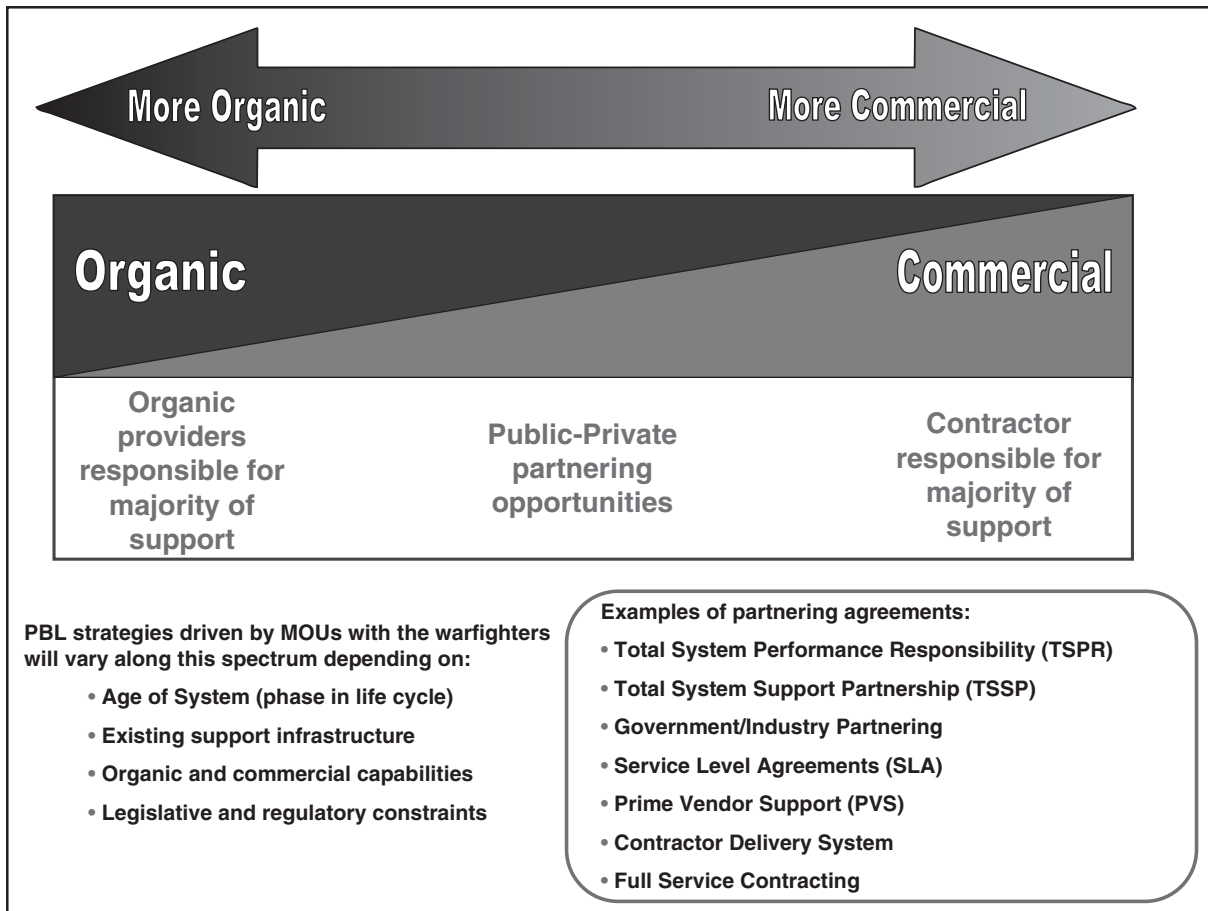 More Organic
More Commercial
Organic
Commercial
Organic
providers
responsible for
majority of
support
Public-Private
partnering
opportunities
Contractor
responsible for
majority of
support
PBL strategies driven by MOUs with the warfighters
will vary along this spectrum depending on:
• Age of System (phase in life cycle)
• Existing support infrastructure
• Organic and commercial capabilities
• Legislative and regulatory constraints
Examples of partnering agreements:
• Total System Performance Responsibility (TSPR)
• Total System Support Partnership (TSSP)
• Government/Industry Partnering
• Service Level Agreements (SLA)
• Prime Vendor Support (PVS)
• Contractor Delivery System
• Full Service Contracting